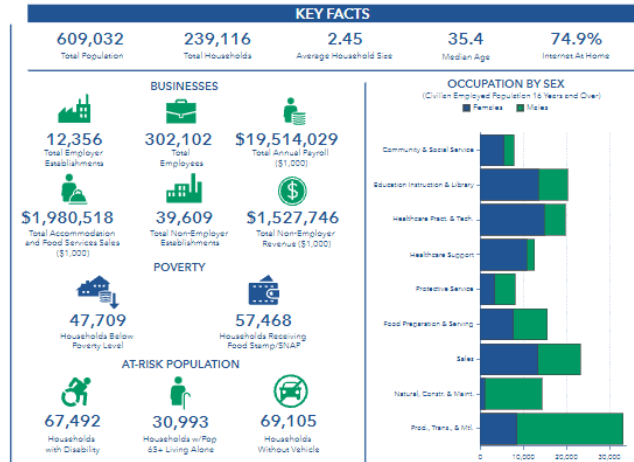 KEY FACTS
609,032
Total Population
239,116
Total Households
2.45
Average Household Size
35.4
Median Age
74.9%
Internet At Home
BUSINESSES
12,356
Total Employer
Establishments
302,102
Total
Employees
$19,514,029
Total Annual Payroll
($1,000)
$1,980,518
Total Accommodation
and Food Services Sales
($1,000)
39,609
Total Non-Employer
Establishments
$1,527,746
Total Non-Employer
Revenue ($1,000)
POVERTY
47,709
Households Below
Poverty Level
57,468
Households Receiving
Food Stamp/SNAP
AT-RISK POPULATION
67,492
Households
with Disability
30,993
Households w/Pop
65+ Living Alone
69,105
Households
Without Vehicle
OCCUPATION BY SEX
(Civilian Employed Population 16 Years and Over)
Females Males
Community & Social Service
Education Instruction & Library
Healthcare Pract. & Tech.
Healthcare Support
Protective Service
Food Preparation & Serving
Sales
Natural, Constr. & Maint.
Prod., Trans., & Mtl.
0 10,000 20,000 30,000